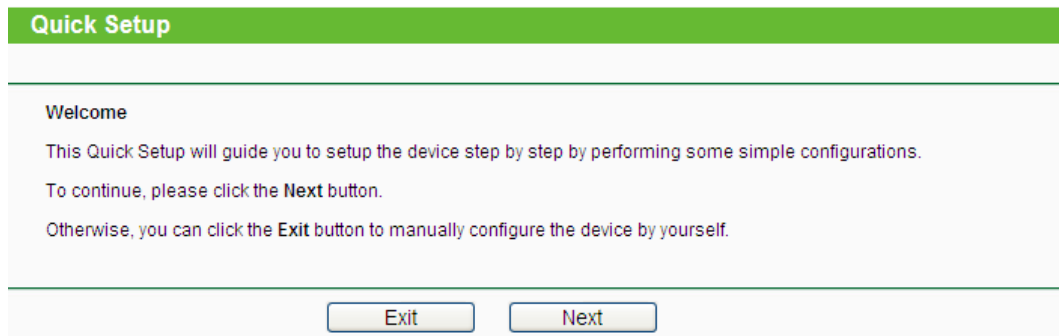 Quick Setup
Welcome
This Quick Setup will guide you to setup the device step by step by performing some simple configurations.
To continue, please click the Next button.
Otherwise, you can click the Exit button to manually configure the device by yourself.
Exit Next